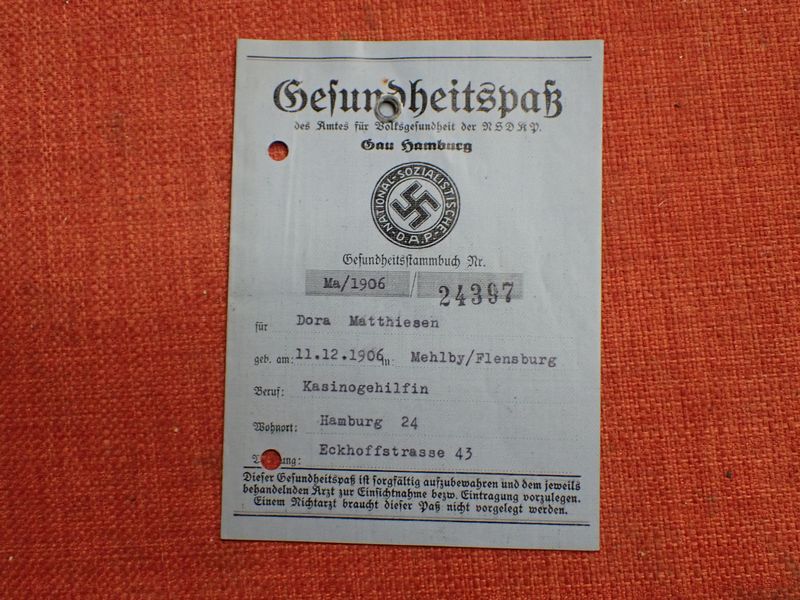 Gesundheitspaß
des Amtes für Volksgesundheit der NSDAP.
Gau Hamburg
NATIONAL-SOZIALISTISCHE D.A.P.
Gesundheitsstammbuch Nr.
Ma/1906 / 24397
für Dora Matthiesen
geb. am: 11.12.1906 in: Mehlby/Flensburg
Beruf: Kasinogehilfin
Wohnort: Hamburg 24
Eckhoffstrasse 43
Dieser Gesundheitspaß ist sorgfältig aufzubewahren und dem jeweils
behandelnden Arzt zur Einsichtnahme bezw. Eintragung vorzulegen.
Einem Nichtarzt braucht dieser Paß nicht vorgelegt werden.